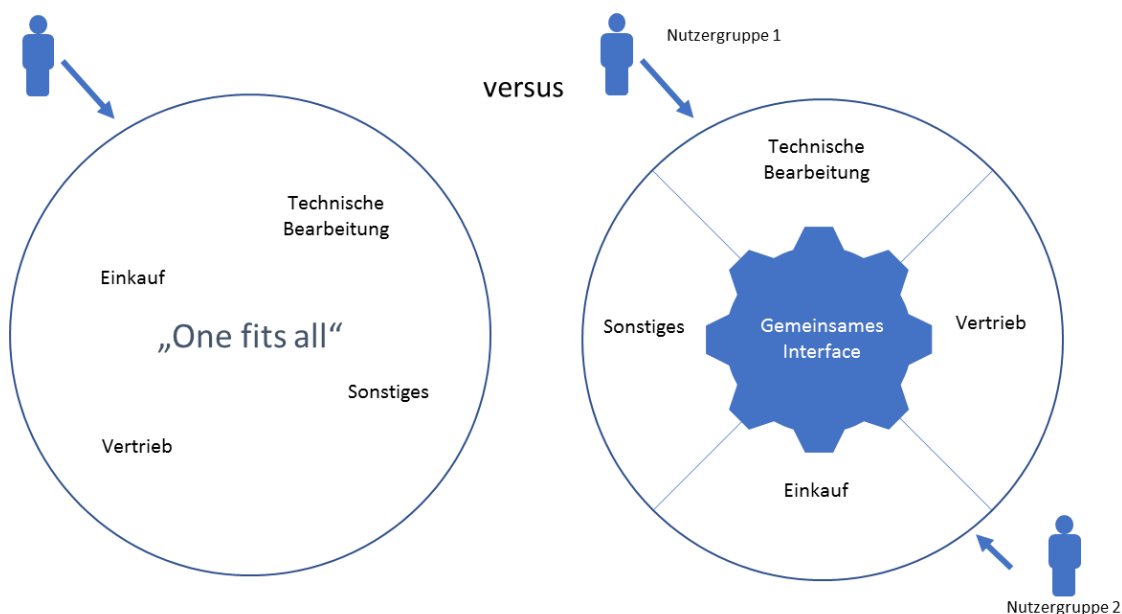 Nutzergruppe 1
versus
Technische
Bearbeitung
Einkauf
„One fits all“
Sonstiges
Vertrieb
Technische
Bearbeitung
Sonstiges
Gemeinsames
Interface
Vertrieb
Einkauf
Nutzergruppe 2